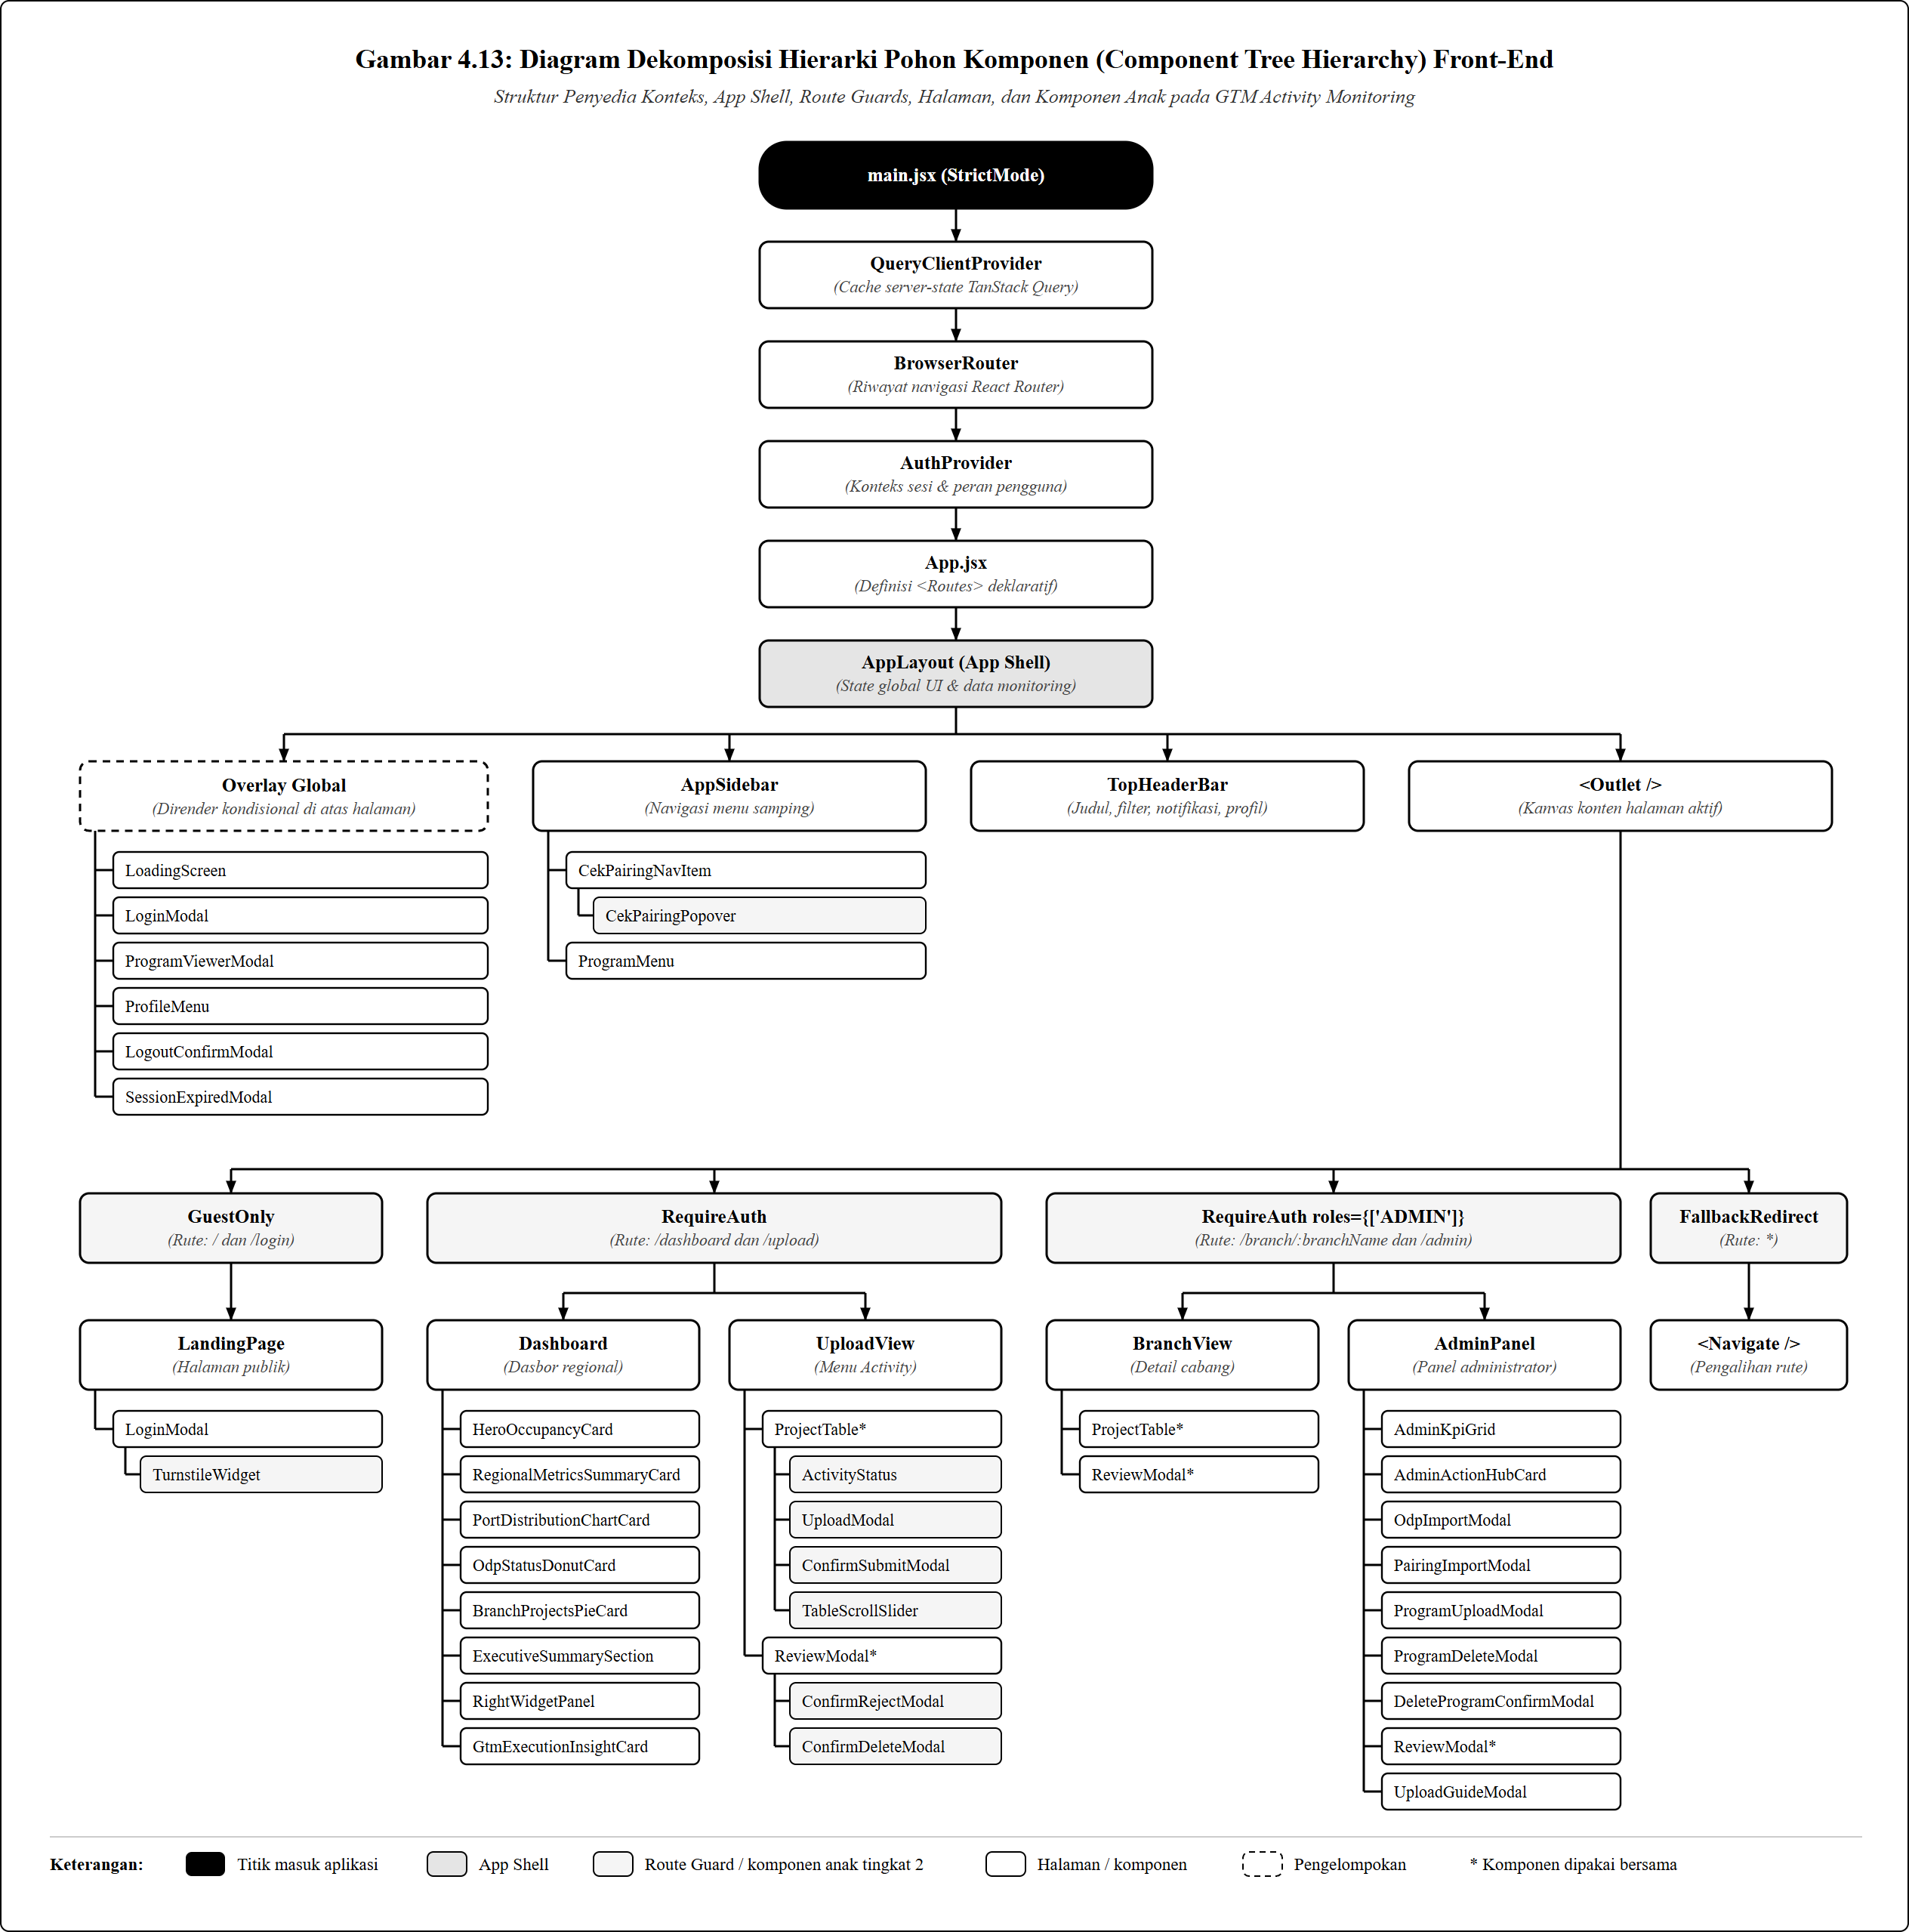 Gambar 4.13: Diagram Dekomposisi Hierarki Pohon Komponen (Component Tree Hierarchy) Front-End
Struktur Penyedia Konteks, App Shell, Route Guards, Halaman, dan Komponen Anak pada GTM Activity Monitoring
main.jsx (StrictMode)
QueryClientProvider
(Cache server-state TanStack Query)
BrowserRouter
(Riwayat navigasi React Router)
AuthProvider
(Konteks sesi & peran pengguna)
App.jsx
(Definisi <Routes> deklaratif)
AppLayout (App Shell)
(State global UI & data monitoring)
Overlay Global
(Dirender kondisional di atas halaman)
LoadingScreen
LoginModal
ProgramViewerModal
ProfileMenu
LogoutConfirmModal
SessionExpiredModal
AppSidebar
(Navigasi menu samping)
CekPairingNavItem
CekPairingPopover
ProgramMenu
TopHeaderBar
(Judul, filter, notifikasi, profil)
<Outlet />
(Kanvas konten halaman aktif)
GuestOnly
(Rute: / dan /login)
LandingPage
(Halaman publik)
LoginModal
TurnstileWidget
RequireAuth
(Rute: /dashboard dan /upload)
Dashboard
(Dasbor regional)
HeroOccupancyCard
RegionalMetricsSummaryCard
PortDistributionChartCard
OdpStatusDonutCard
BranchProjectsPieCard
ExecutiveSummarySection
RightWidgetPanel
GtmExecutionInsightCard
UploadView
(Menu Activity)
ProjectTable*
ActivityStatus
UploadModal
ConfirmSubmitModal
TableScrollSlider
ReviewModal*
ConfirmRejectModal
ConfirmDeleteModal
RequireAuth roles={['ADMIN']}
(Rute: /branch/:branchName dan /admin)
BranchView
(Detail cabang)
ProjectTable*
ReviewModal*
AdminPanel
(Panel administrator)
AdminKpiGrid
AdminActionHubCard
OdpImportModal
PairingImportModal
ProgramUploadModal
ProgramDeleteModal
DeleteProgramConfirmModal
ReviewModal*
UploadGuideModal
FallbackRedirect
(Rute: *)
<Navigate />
(Pengalihan rute)
Keterangan:
Titik masuk aplikasi
App Shell
Route Guard / komponen anak tingkat 2
Halaman / komponen
Pengelompokan
* Komponen dipakai bersama